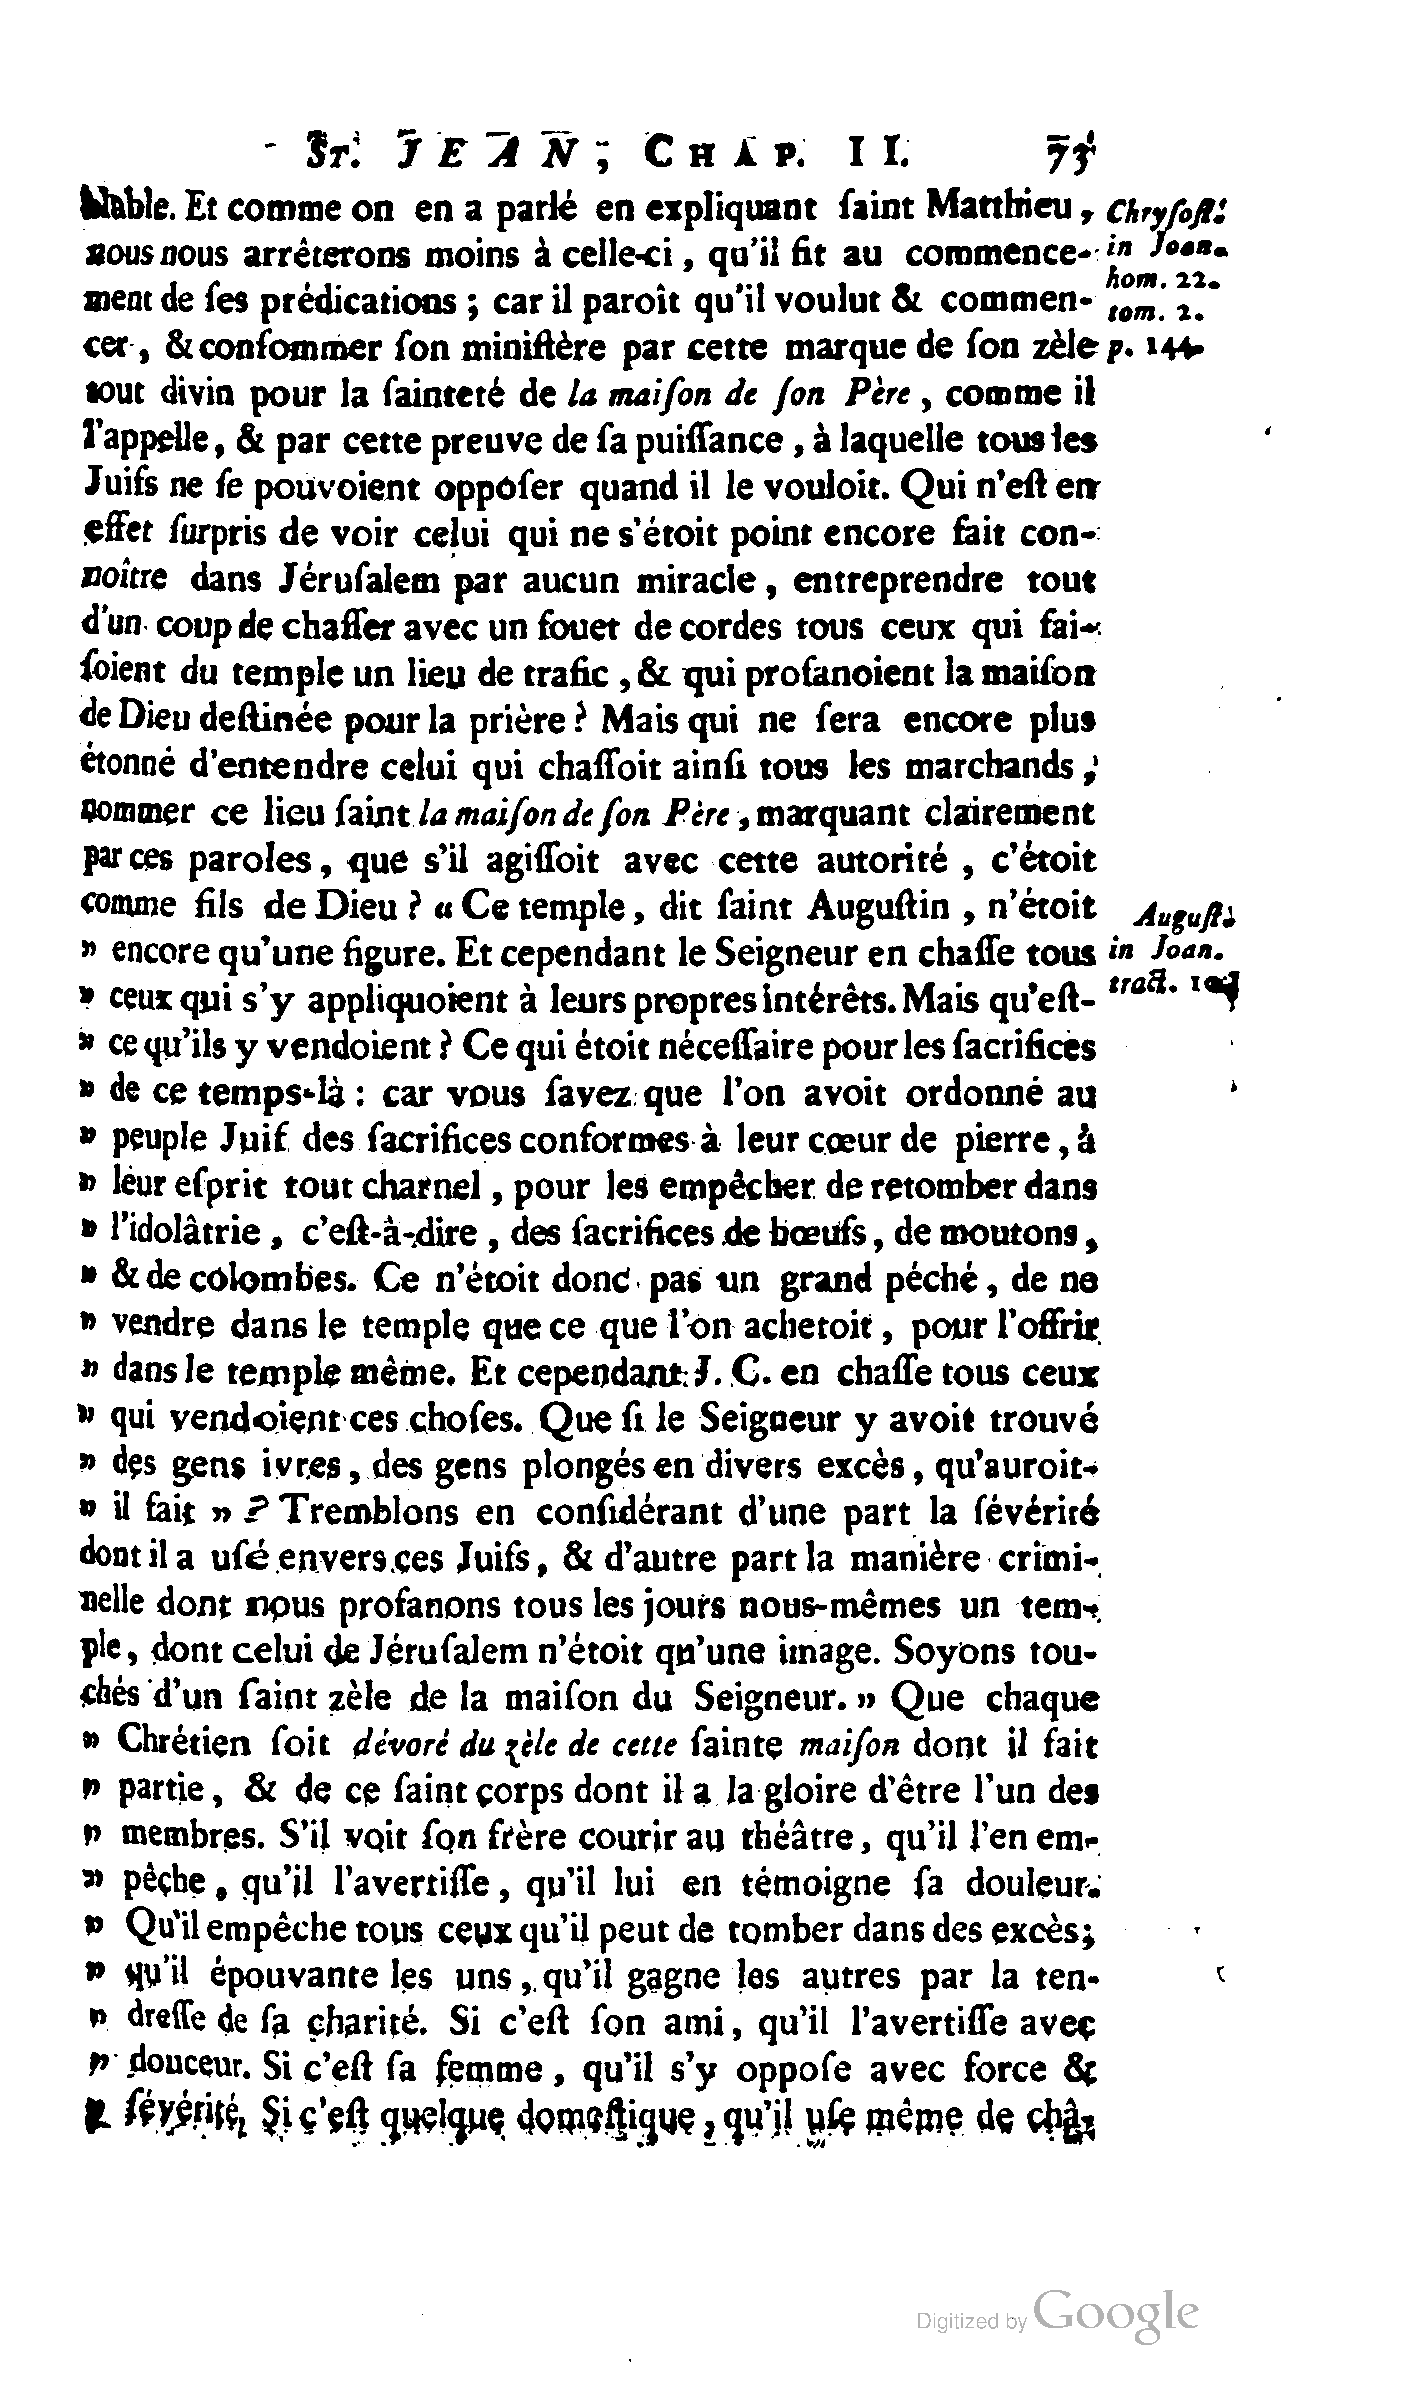 St. JEAN, CHAP. II. 73
blable. Et comme on en a parlé en expliquant ſaint Matthieu,
nous nous arrêterons moins à celle-ci, qu'il fit au commence-
ment de ſes prédications ; car il paroît qu'il voulut & commen-
cer, & conſommer ſon miniſtère par cette marque de ſon zèle
tout divin pour la ſainteté de la maiſon de ſon Père, comme il
l'appelle, & par cette preuve de ſa puiſſance, à laquelle tous les
Juifs ne ſe pouvoient oppoſer quand il le vouloit. Qui n'eſt en
effet ſurpris de voir celui qui ne s'étoit point encore fait con-
noître dans Jéruſalem par aucun miracle, entreprendre tout
d'un coup de chaſſer avec un fouet de cordes tous ceux qui fai-
ſoient du temple un lieu de trafic, & qui profanoient la maiſon
de Dieu deſtinée pour la prière ? Mais qui ne ſera encore plus
étonné d'entendre celui qui chaſſoit ainſi tous les marchands,
nommer ce lieu ſaint la maiſon de ſon Père, marquant clairement
par ces paroles, que s'il agiſſoit avec cette autorité, c'étoit
comme fils de Dieu ? « Ce temple, dit ſaint Auguſtin, n'étoit
» encore qu'une figure. Et cependant le Seigneur en chaſſe tous
» ceux qui s'y appliquoient à leurs propres intérêts. Mais qu'eſt-
» ce qu'ils y vendoient ? Ce qui étoit néceſſaire pour les ſacrifices
» de ce temps-là : car vous ſavez que l'on avoit ordonné au
» peuple Juif des ſacrifices conformes à leur cœur de pierre, à
» leur eſprit tout charnel, pour les empêcher de retomber dans
» l'idolâtrie, c'eſt-à-dire, des ſacrifices de bœufs, de moutons,
» & de colombes. Ce n'étoit donc pas un grand péché, de ne
» vendre dans le temple que ce que l'on achetoit, pour l'offrir
» dans le temple même. Et cependant J. C. en chaſſe tous ceux
» qui vendoient ces choſes. Que ſi le Seigneur y avoit trouvé
» des gens ivres, des gens plongés en divers excès, qu'auroit-
» il fait » ? Tremblons en conſidérant d'une part la ſévérité
dont il a uſé envers ces Juifs, & d'autre part la manière crimi-
nelle dont nous profanons tous les jours nous-mêmes un tem-
ple, dont celui de Jéruſalem n'étoit qu'une image. Soyons tou-
chés d'un ſaint zèle de la maiſon du Seigneur. » Que chaque
» Chrétien ſoit dévoré du zèle de cette ſainte maiſon dont il fait
» partie, & de ce ſaint corps dont il a la gloire d'être l'un des
» membres. S'il voit ſon frère courir au théâtre, qu'il l'en em-
» pêche, qu'il l'avertiſſe, qu'il lui en témoigne ſa douleur.
» Qu'il empêche tous ceux qu'il peut de tomber dans des excès;
» qu'il épouvante les uns, qu'il gagne les autres par la ten-
» dreſſe de ſa charité. Si c'eſt ſon ami, qu'il l'avertiſſe avec
» douceur. Si c'eſt ſa femme, qu'il s'y oppoſe avec force &
» ſévérité, Si c'eſt quelque domeſtique, qu'il uſe même de châ-
Chryſoſt.
in Joan.
hom. 22.
tom. 2.
p. 144.
Auguſt.
in Joan.
tract.
Digitized by Google